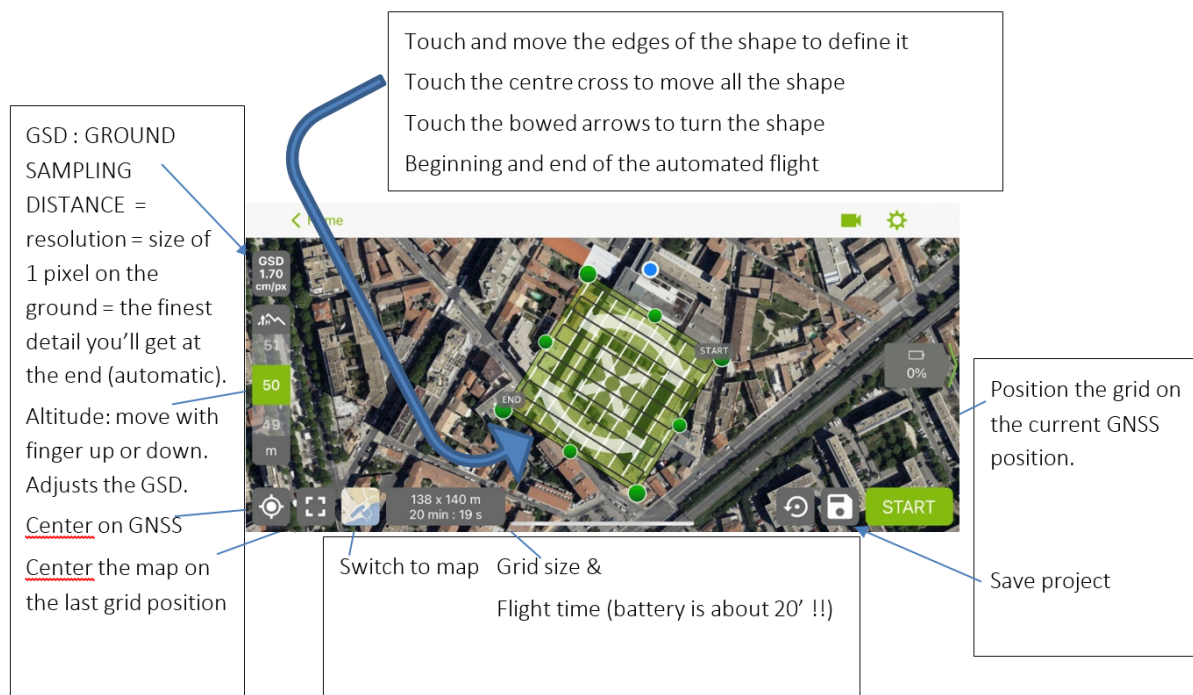 Touch and move the edges of the shape to define it
Touch the centre cross to move all the shape
Touch the bowed arrows to turn the shape
Beginning and end of the automated flight
GSD : GROUND
SAMPLING
DISTANCE =
resolution = size of
1 pixel on the
ground = the finest
detail you’ll get at
the end (automatic).
Altitude: move with
finger up or down.
Adjusts the GSD.
Center on GNSS
Center the map on
the last grid position
GSD
1.70
cm/px
51
50
49
m
START
END
0%
138 x 140 m
20 min : 19 s
START
Position the grid on
the current GNSS
position.
Save project
Switch to map Grid size &
Flight time (battery is about 20’ !!)